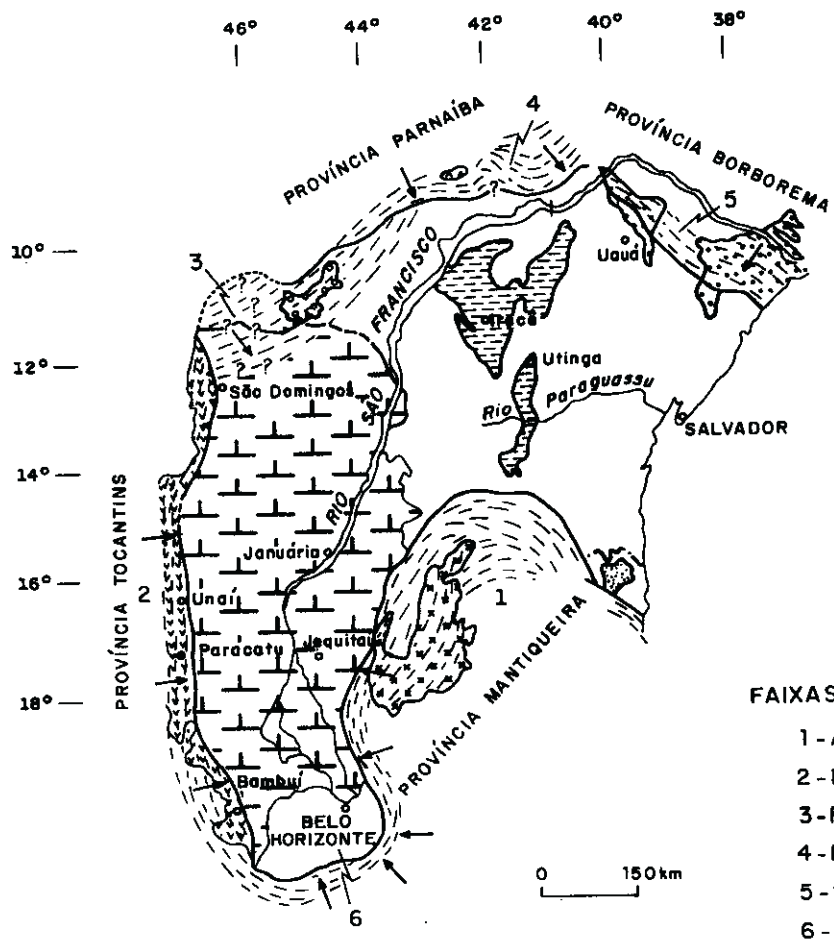 46° 44° 42° 40° 38°
4
PROVÍNCIA PARNAÍBA
PROVÍNCIA BORBOREMA
5
?
10°
3
Uauá
FRANCISCO
? ? ? ? ? ?
Irecê
12°
Utinga
São Domingos
SÃO
Rio Paraguassu
SALVADOR
14°
RIO
Januária
16°
2
Unaí
1
PROVÍNCIA TOCANTINS
Paracatu
Jequitaí
18°
PROVÍNCIA MANTIQUEIRA
FAIXAS
1 -
2 -
3 -
4 -
5 -
6 -
Bambuí
BELO
HORIZONTE
0 150km
6